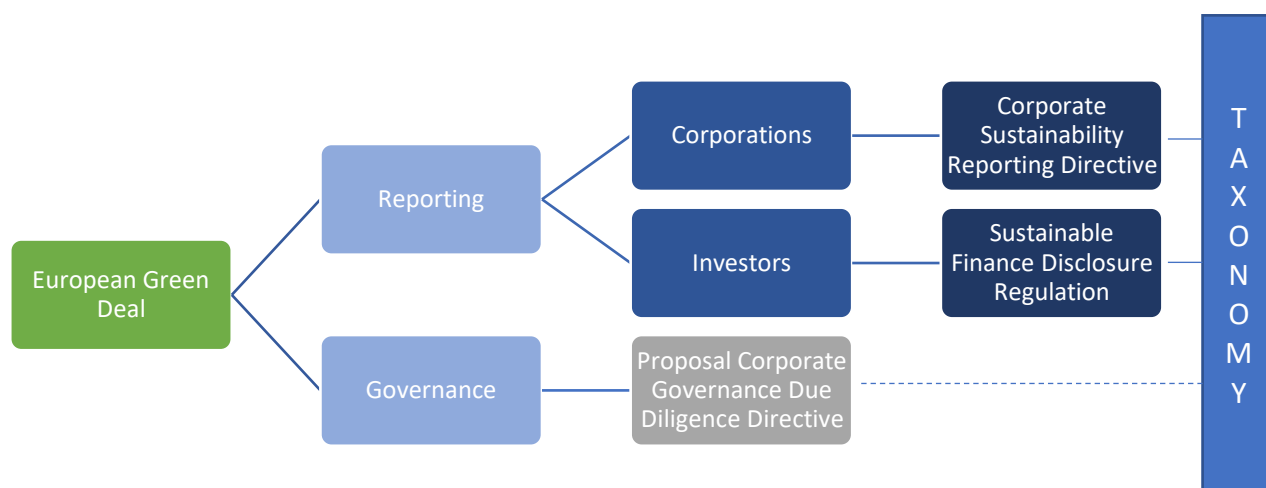 European Green
Deal
Reporting
Governance
Corporations
Investors
Proposal Corporate
Governance Due
Diligence Directive
Corporate
Sustainability
Reporting Directive
Sustainable
Finance Disclosure
Regulation
T
A
X
O
N
O
M
Y